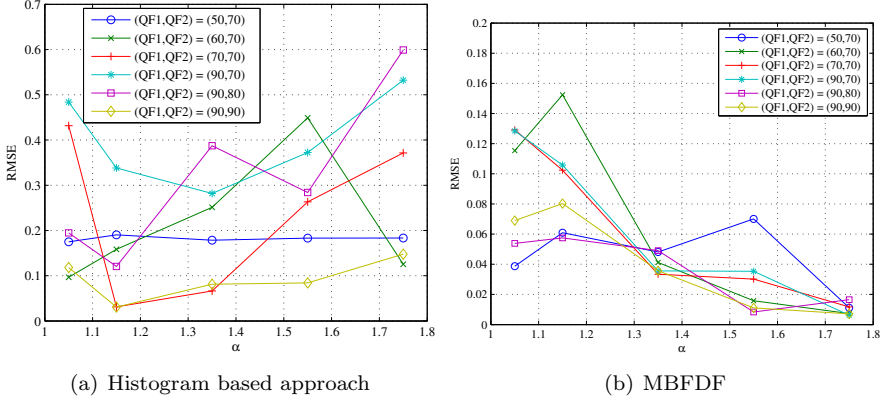 0.7
0.6
0.5
0.4
0.3
0.2
0.1
0
RMSE
(QF1,QF2) = (50,70)
(QF1,QF2) = (60,70)
(QF1,QF2) = (70,70)
(QF1,QF2) = (90,70)
(QF1,QF2) = (90,80)
(QF1,QF2) = (90,90)
1 1.1 1.2 1.3 1.4 1.5 1.6 1.7 1.8
α
(a) Histogram based approach
0.2
0.18
0.16
0.14
0.12
0.1
0.08
0.06
0.04
0.02
0
RMSE
(QF1,QF2) = (50,70)
(QF1,QF2) = (60,70)
(QF1,QF2) = (70,70)
(QF1,QF2) = (90,70)
(QF1,QF2) = (90,80)
(QF1,QF2) = (90,90)
1 1.1 1.2 1.3 1.4 1.5 1.6 1.7 1.8
α
(b) MBFDF